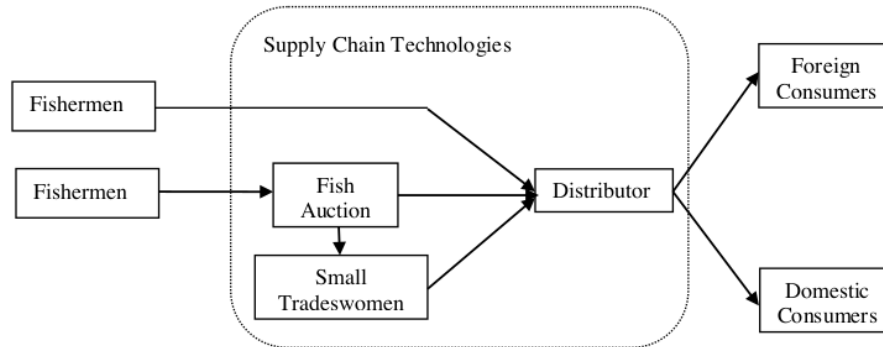 Supply Chain Technologies
Foreign
Consumers
Fishermen
Fishermen
Fish
Auction
Distributor
Small
Tradeswomen
Domestic
Consumers